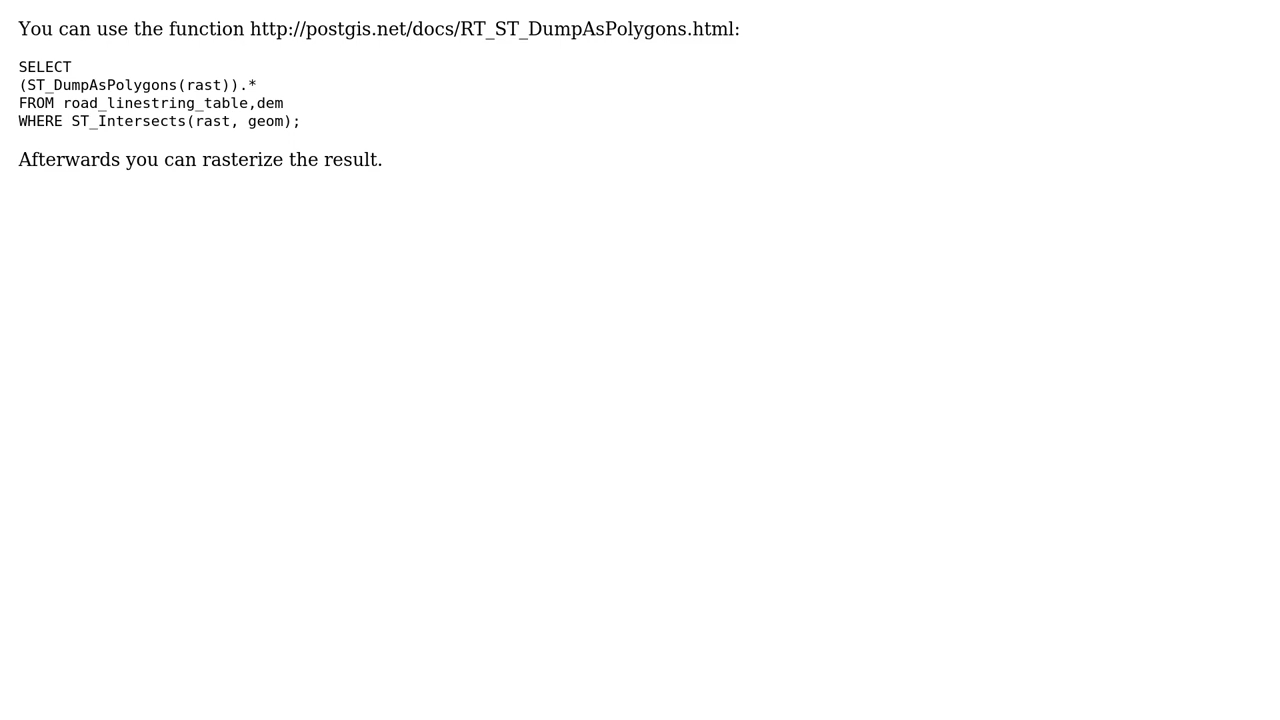 You can use the function http://postgis.net/docs/RT_ST_DumpAsPolygons.html:
SELECT
(ST_DumpAsPolygons(rast)).*
FROM road_linestring_table,dem
WHERE ST_Intersects(rast, geom);
Afterwards you can rasterize the result.